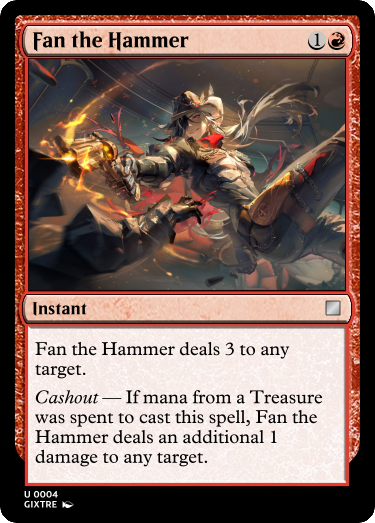 Fan the Hammer 1
Instant
Fan the Hammer deals 3 to any
target.
Cashout — If mana from a Treasure
was spent to cast this spell, Fan the
Hammer deals an additional 1
damage to any target.
U 0004
GIXTRE